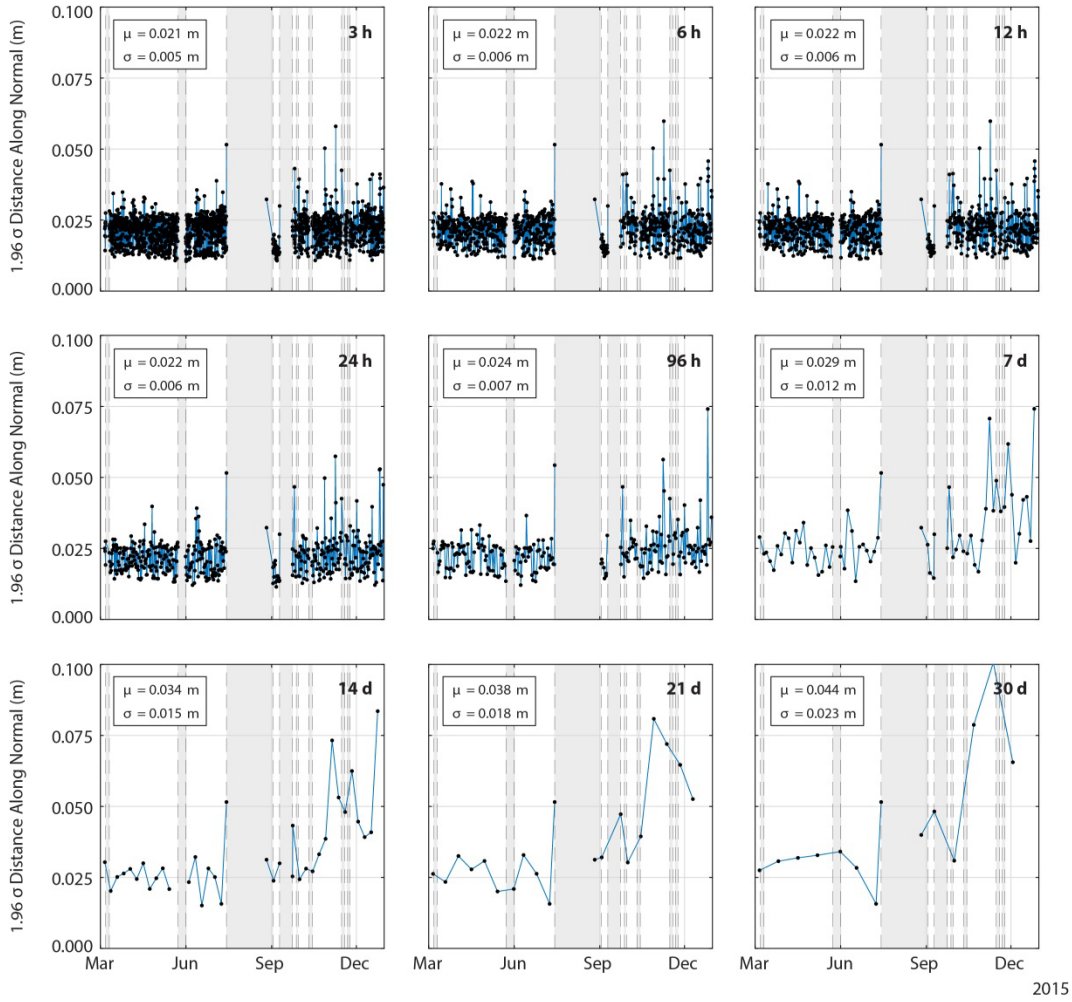 1.96 σ Distance Along Normal (m)
0.100
0.075
0.050
0.025
0.000
μ = 0.021 m
σ = 0.005 m
3 h
μ = 0.022 m
σ = 0.006 m
6 h
μ = 0.022 m
σ = 0.006 m
12 h
1.96 σ Distance Along Normal (m)
0.100
0.075
0.050
0.025
0.000
μ = 0.022 m
σ = 0.006 m
24 h
μ = 0.024 m
σ = 0.007 m
96 h
μ = 0.029 m
σ = 0.012 m
7 d
1.96 σ Distance Along Normal (m)
0.100
0.075
0.050
0.025
0.000
μ = 0.034 m
σ = 0.015 m
14 d
μ = 0.038 m
σ = 0.018 m
21 d
μ = 0.044 m
σ = 0.023 m
30 d
Mar Jun Sep Dec
Mar Jun Sep Dec
Mar Jun Sep Dec
2015